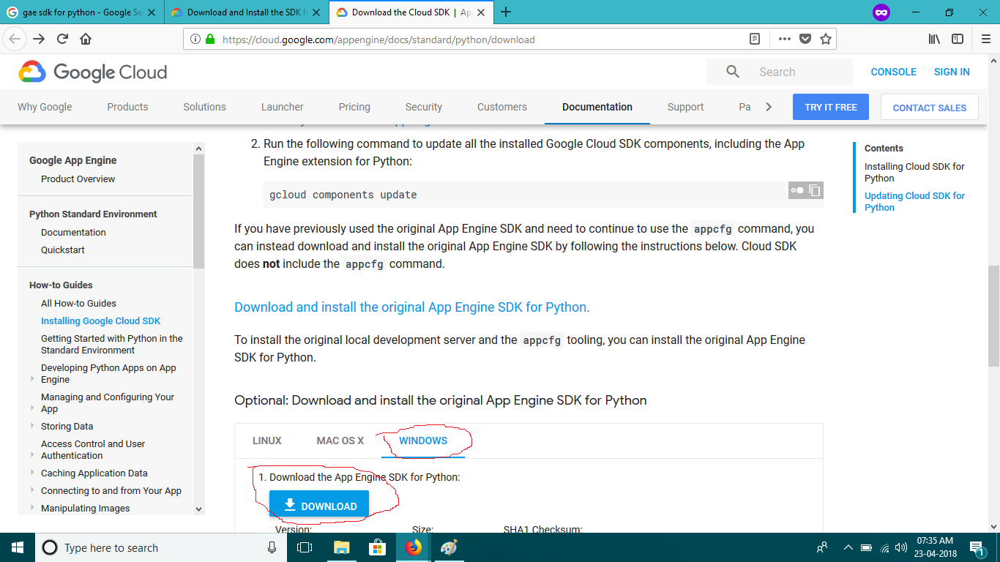 gae sdk for python - Google Se
Download and Install the SDK f
Download the Cloud SDK | Ap
https://cloud.google.com/appengine/docs/standard/python/download
Google Cloud
Search
CONSOLE
SIGN IN
Why Google
Products
Solutions
Launcher
Pricing
Security
Customers
Documentation
Support
Pa
TRY IT FREE
CONTACT SALES
Google App Engine
Product Overview
Python Standard Environment
Documentation
Quickstart
How-to Guides
All How-to Guides
Installing Google Cloud SDK
Getting Started with Python in the
Standard Environment
Developing Python Apps on App
Engine
Managing and Configuring Your
App
Storing Data
Access Control and User
Authentication
Caching Application Data
Connecting to and from Your App
Manipulating Images
2. Run the following command to update all the installed Google Cloud SDK components, including the App
Engine extension for Python:
gcloud components update
If you have previously used the original App Engine SDK and need to continue to use the appcfg command, you
can instead download and install the original App Engine SDK by following the instructions below. Cloud SDK
does not include the appcfg command.
Download and install the original App Engine SDK for Python.
To install the original local development server and the appcfg tooling, you can install the original App Engine
SDK for Python.
Optional: Download and install the original App Engine SDK for Python
LINUX
MAC OS X
WINDOWS
1. Download the App Engine SDK for Python:
DOWNLOAD
Version:
Size:
SHA1 Checksum:
Contents
Installing Cloud SDK for
Python
Updating Cloud SDK for
Python
Type here to search
07:35 AM
23-04-2018
1